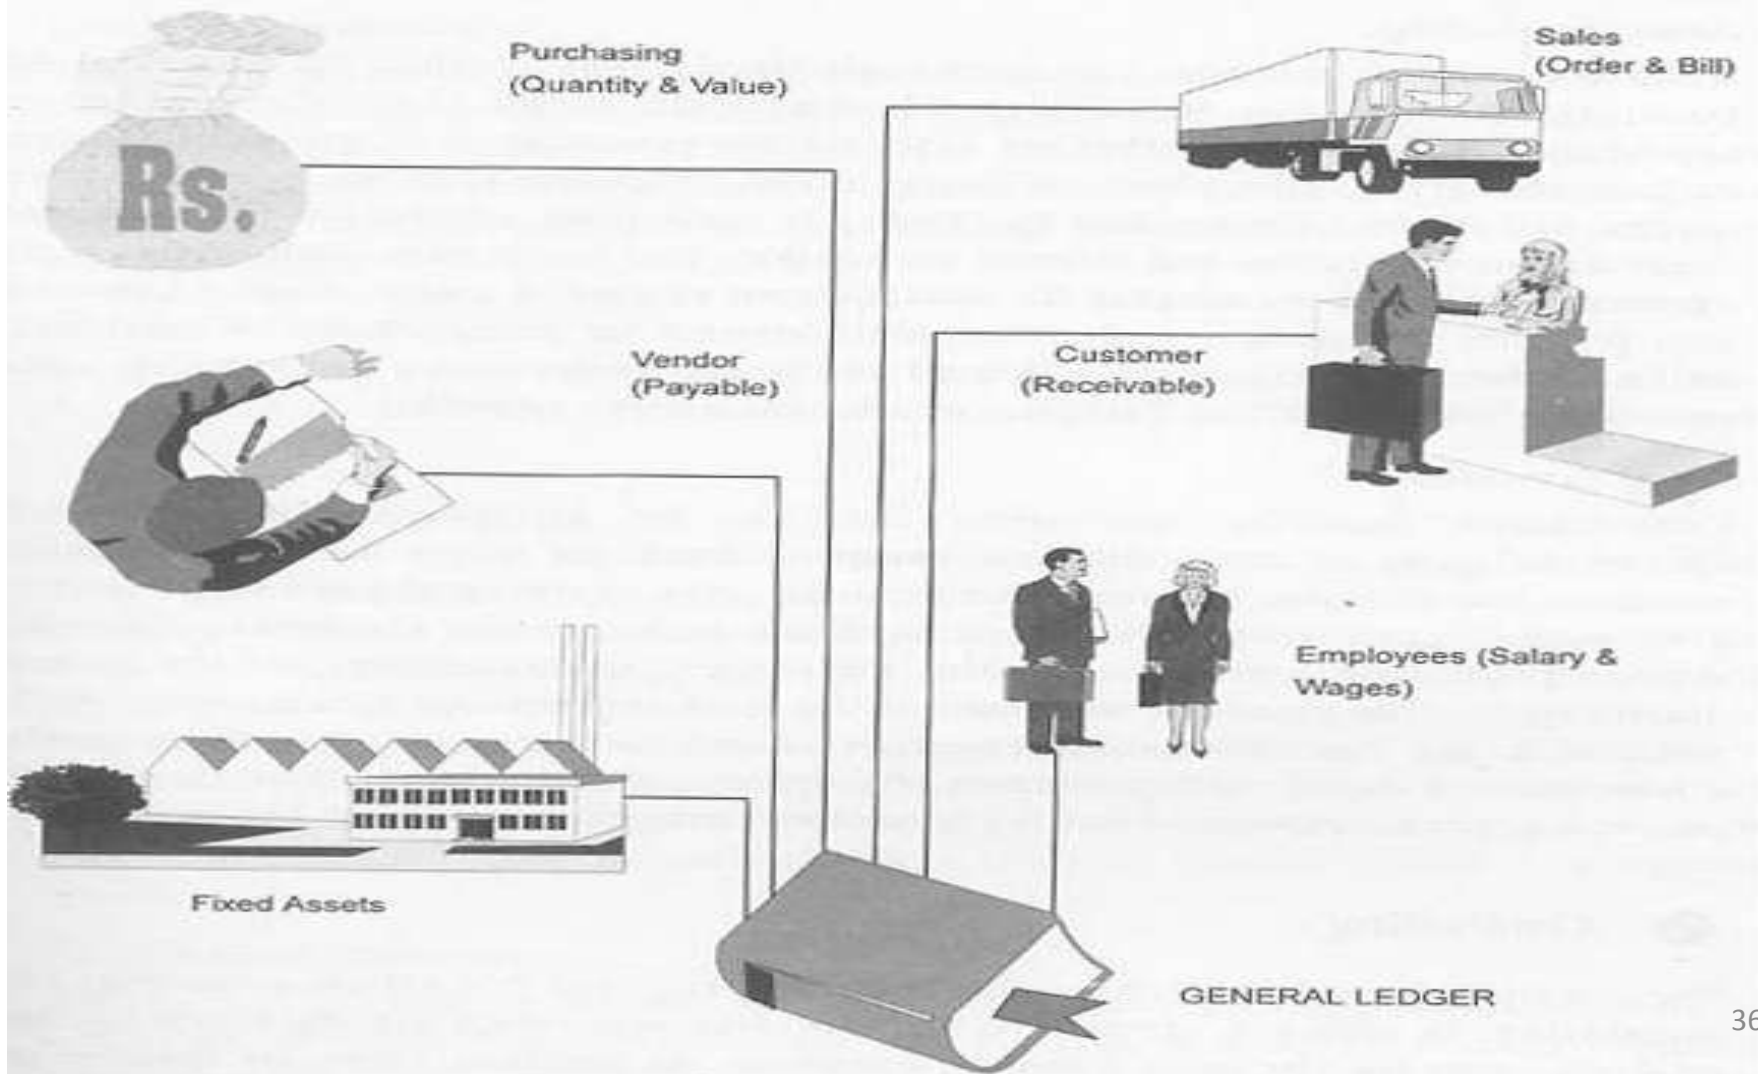 Purchasing
(Quantity & Value)
Sales
(Order & Bill)
Rs.
Vendor
(Payable)
Customer
(Receivable)
Employees (Salary &
Wages)
Fixed Assets
GENERAL LEDGER
36